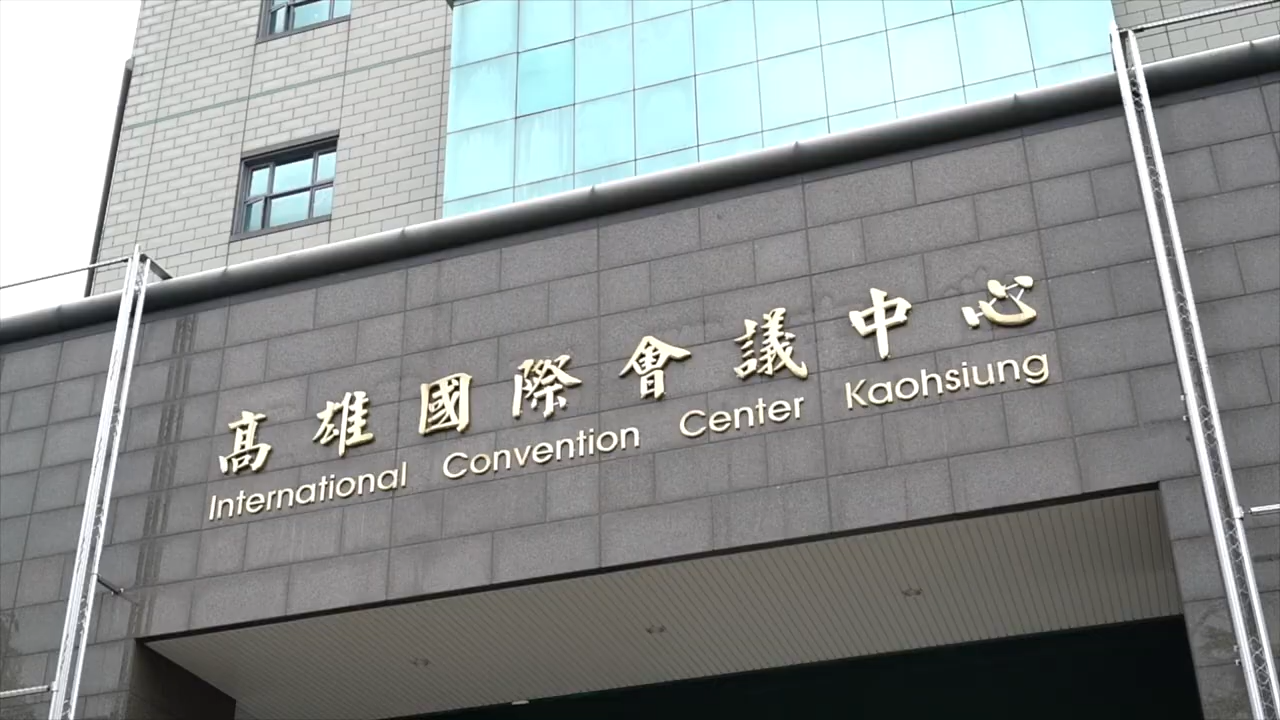 高雄國際會議中心
International Convention Center Kaohsiung